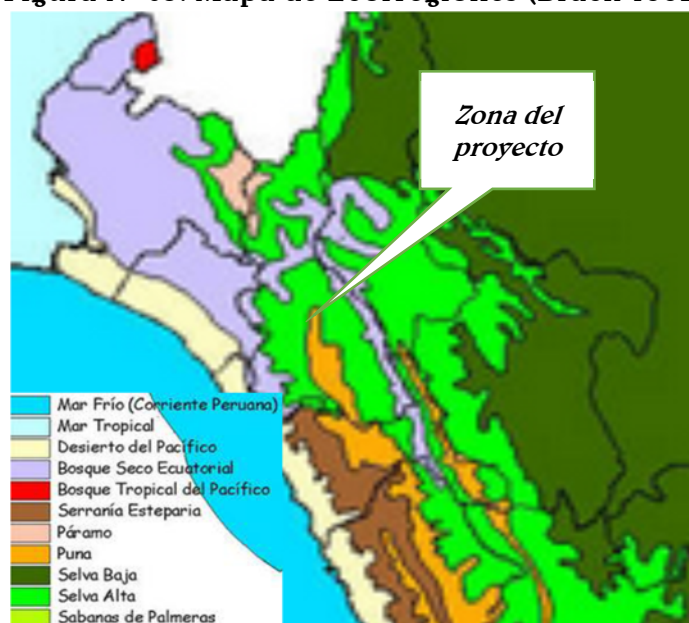 Zona del
proyecto
Mar Frío (Corriente Peruana)
Mar Tropical
Desierto del Pacífico
Bosque Seco Ecuatorial
Bosque Tropical del Pacífico
Serranía Esteparia
Páramo
Puna
Selva Baja
Selva Alta
Sabanas de Palmeras